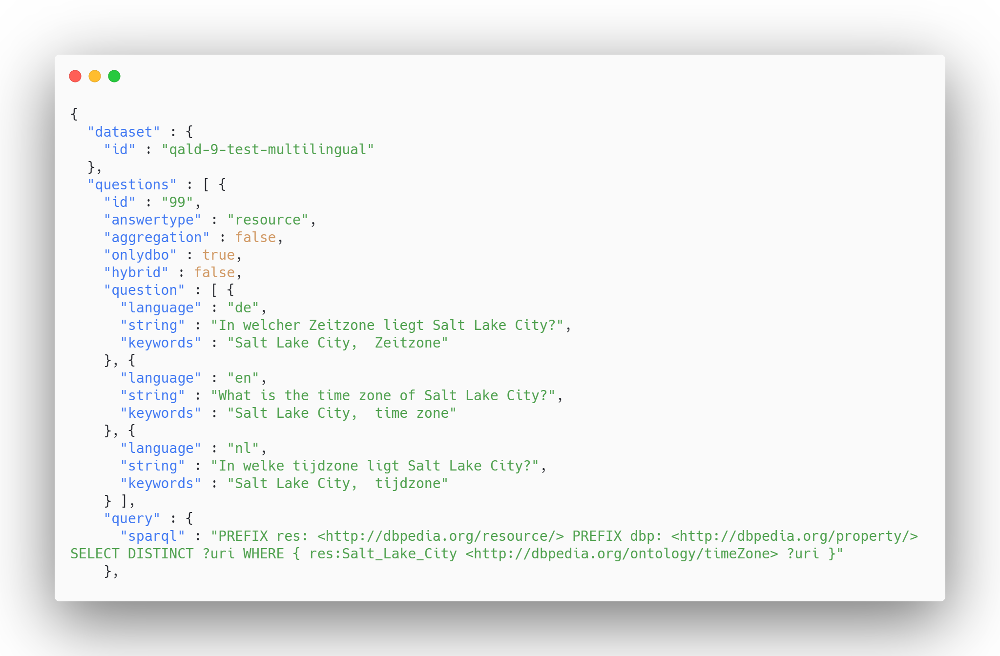 {
  "dataset" : {
    "id" : "qald-9-test-multilingual"
  },
  "questions" : [ {
    "id" : "99",
    "answertype" : "resource",
    "aggregation" : false,
    "onlydbo" : true,
    "hybrid" : false,
    "question" : [ {
      "language" : "de",
      "string" : "In welcher Zeitzone liegt Salt Lake City?",
      "keywords" : "Salt Lake City,  Zeitzone"
    }, {
      "language" : "en",
      "string" : "What is the time zone of Salt Lake City?",
      "keywords" : "Salt Lake City,  time zone"
    }, {
      "language" : "nl",
      "string" : "In welke tijdzone ligt Salt Lake City?",
      "keywords" : "Salt Lake City,  tijdzone"
    } ],
    "query" : {
      "sparql" : "PREFIX res: <http://dbpedia.org/resource/> PREFIX dbp: <http://dbpedia.org/property/>
SELECT DISTINCT ?uri WHERE { res:Salt_Lake_City <http://dbpedia.org/ontology/timeZone> ?uri }"
    },